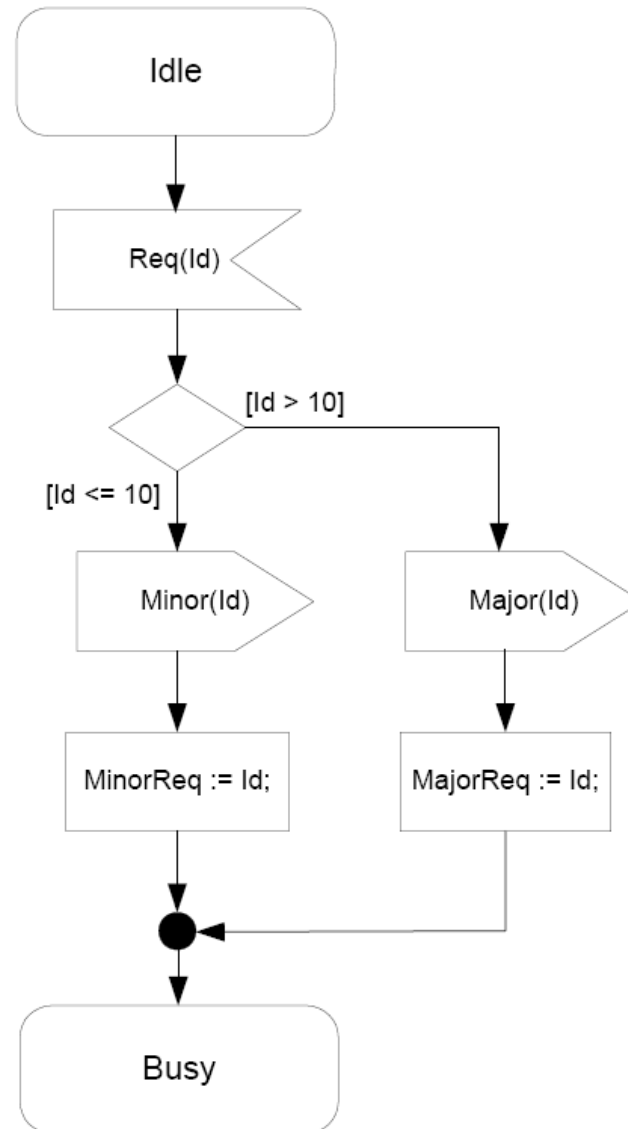 Idle
Req(Id)
[Id > 10]
[Id <= 10]
Minor(Id)
Major(Id)
MinorReq := Id;
MajorReq := Id;
Busy